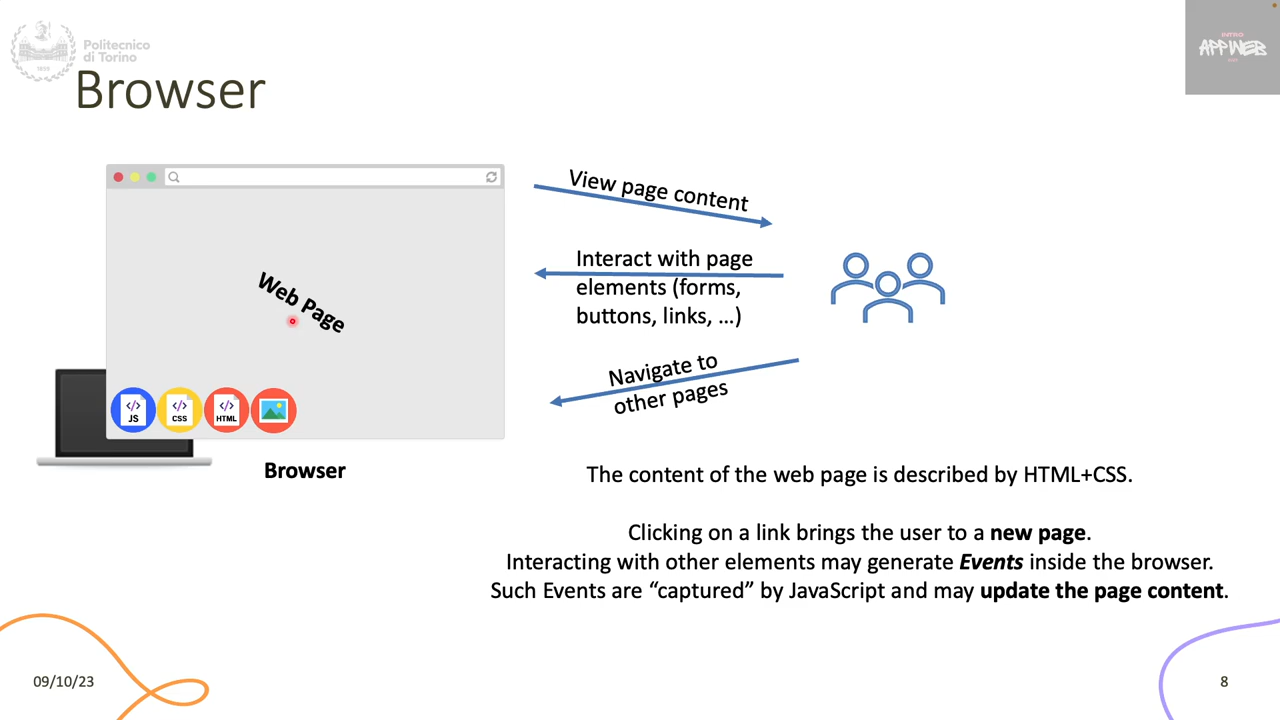 Politecnico
di Torino
1859
INTRO
APPWEB
Browser
View page content
Interact with page
elements (forms,
buttons, links, …)
Navigate to
other pages
Web Page
JS
CSS
HTML
Browser
The content of the web page is described by HTML+CSS.
Clicking on a link brings the user to a new page.
Interacting with other elements may generate Events inside the browser.
Such Events are “captured” by JavaScript and may update the page content.
09/10/23
8